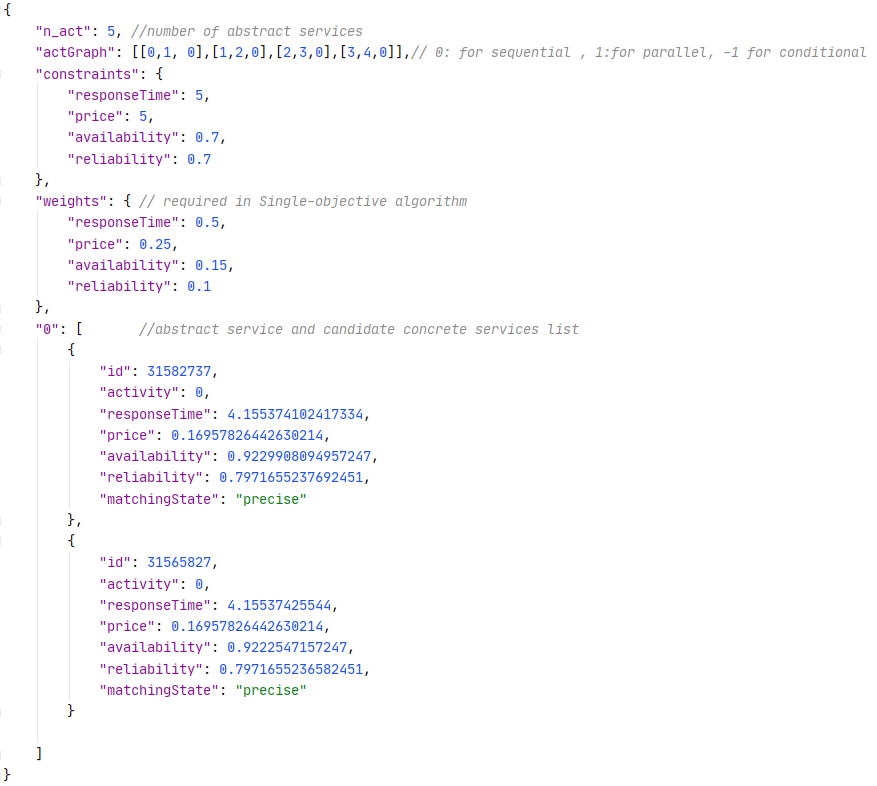 {
    "n_act": 5, //number of abstract services
    "actGraph": [[0,1, 0],[1,2,0],[2,3,0],[3,4,0]],// 0: for sequential , 1:for parallel, -1 for conditional
    "constraints": {
        "responseTime": 5,
        "price": 5,
        "availability": 0.7,
        "reliability": 0.7
    },
    "weights": { // required in Single-objective algorithm
        "responseTime": 0.5,
        "price": 0.25,
        "availability": 0.15,
        "reliability": 0.1
    },
    "0": [       //abstract service and candidate concrete services list
        {
            "id": 31582737,
            "activity": 0,
            "responseTime": 4.155374102417334,
            "price": 0.16957826442630214,
            "availability": 0.9229908094957247,
            "reliability": 0.7971655237692451,
            "matchingState": "precise"
        },
        {
            "id": 31565827,
            "activity": 0,
            "responseTime": 4.15537425544,
            "price": 0.16957826442630214,
            "availability": 0.9222547157247,
            "reliability": 0.7971655236582451,
            "matchingState": "precise"
        }

    ]
}